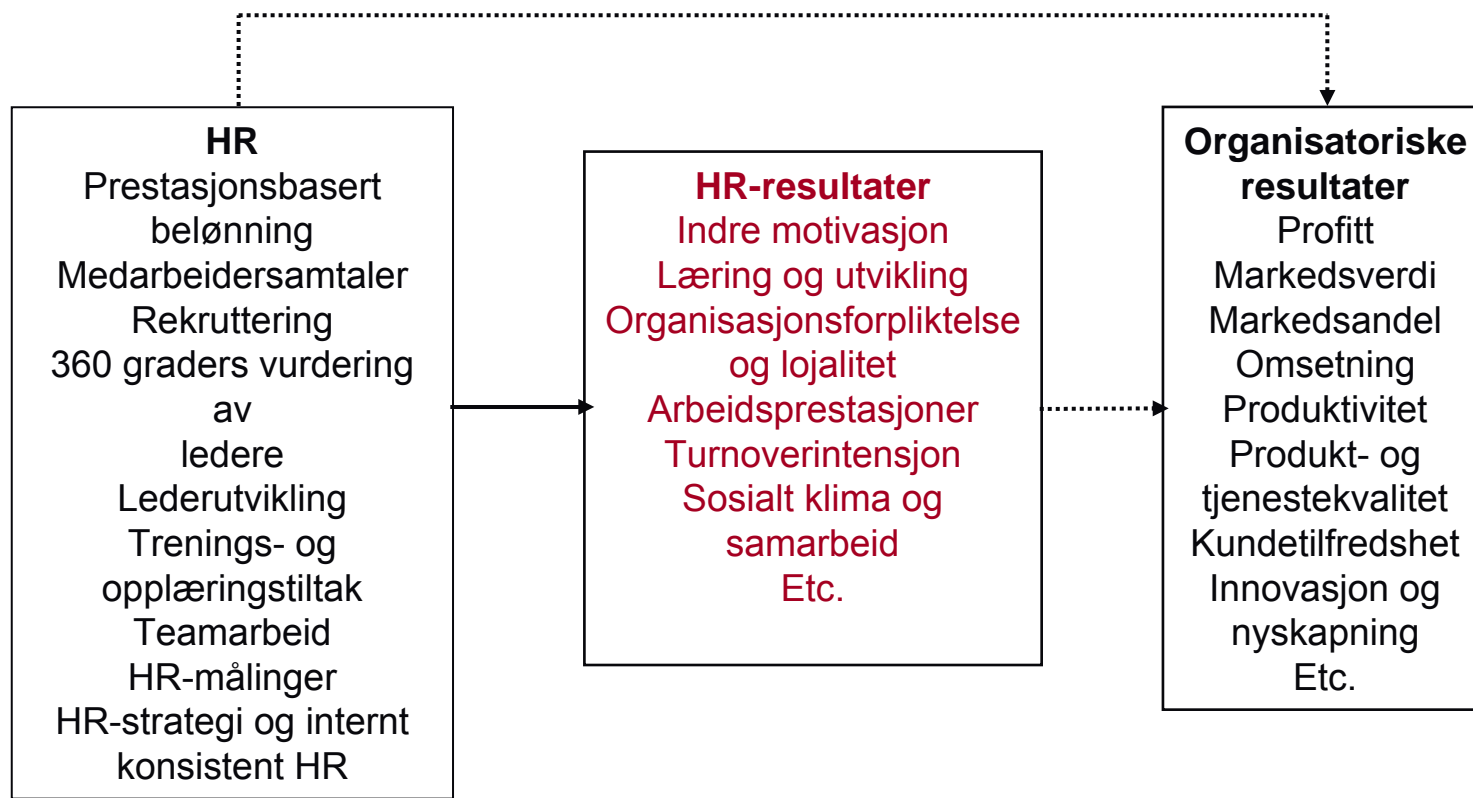 HR
Prestasjonsbasert
belønning
Medarbeidersamtaler
Rekruttering
360 graders vurdering
av
ledere
Lederutvikling
Trenings- og
opplæringstiltak
Teamarbeid
HR-målinger
HR-strategi og internt
konsistent HR
HR-resultater
Indre motivasjon
Læring og utvikling
Organisasjonsforpliktelse
og lojalitet
Arbeidsprestasjoner
Turnoverintensjon
Sosialt klima og
samarbeid
Etc.
Organisatoriske
resultater
Profitt
Markedsverdi
Markedsandel
Omsetning
Produktivitet
Produkt- og
tjenestekvalitet
Kundetilfredshet
Innovasjon og
nyskapning
Etc.